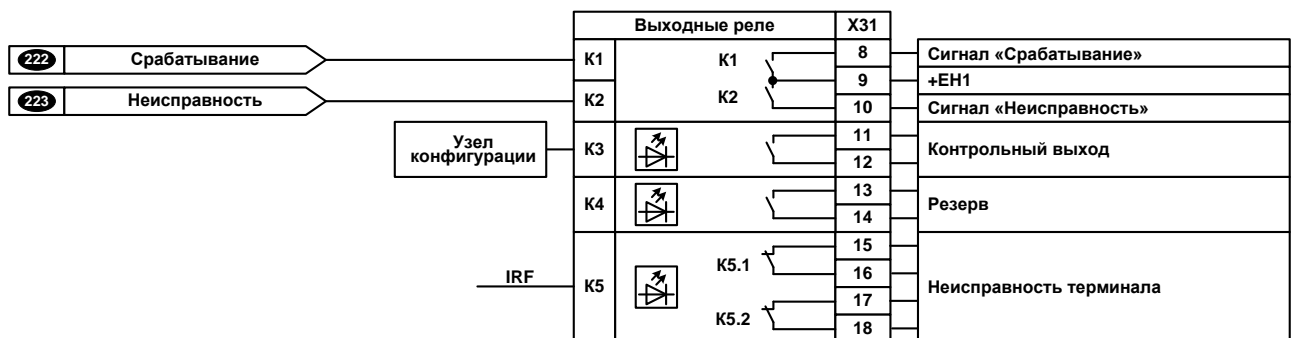 Выходные реле X31
222 Срабатывание K1 K1 8 Сигнал «Срабатывание»
9 +EH1
223 Неисправность K2 K2 10 Сигнал «Неисправность»
Узел
конфигурации
K3 11
12
Контрольный выход
K4 13
14
Резерв
IRF K5
K5.1 15
16
K5.2 17
18
Неисправность терминала